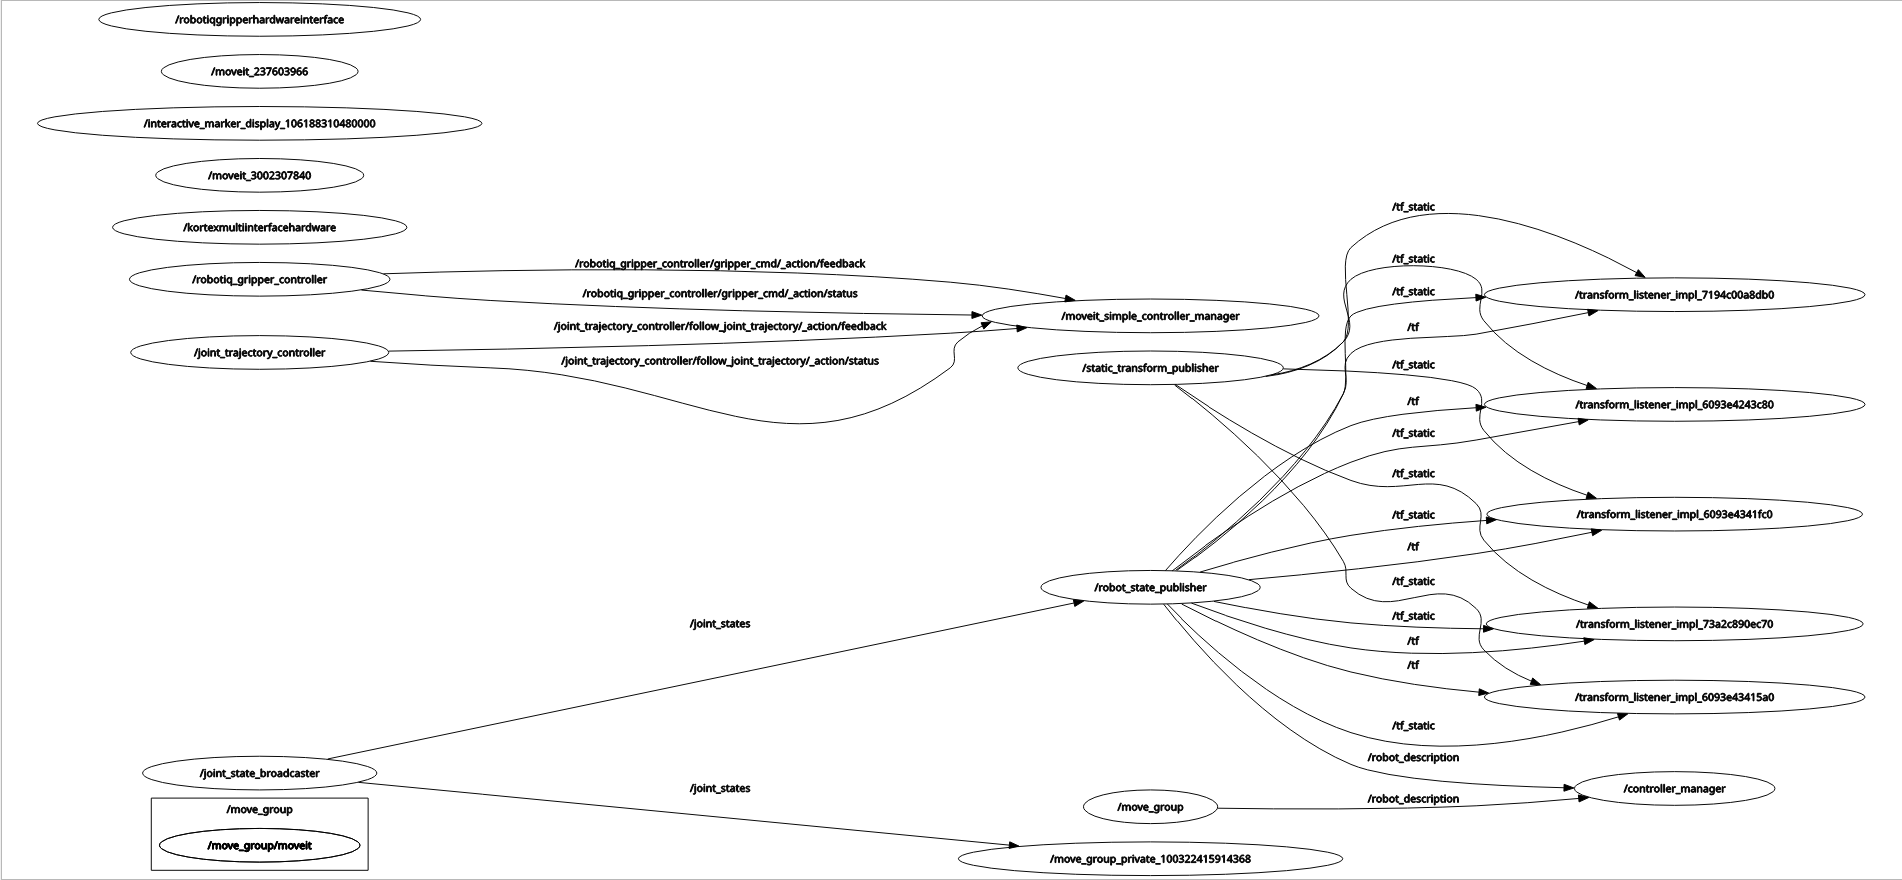 /robotiqgripperhardwareinterface
/moveit_237603966
/interactive_marker_display_106188310480000
/moveit_3002307840
/kortexmultiinterfacehardware
/robotiq_gripper_controller
/joint_trajectory_controller
/robotiq_gripper_controller/gripper_cmd/_action/feedback
/robotiq_gripper_controller/gripper_cmd/_action/status
/joint_trajectory_controller/follow_joint_trajectory/_action/feedback
/joint_trajectory_controller/follow_joint_trajectory/_action/status
/moveit_simple_controller_manager
/static_transform_publisher
/tf_static
/tf_static
/tf_static
/tf
/tf_static
/tf
/tf_static
/tf_static
/tf_static
/tf
/tf_static
/tf_static
/tf
/tf
/tf_static
/robot_description
/robot_description
/transform_listener_impl_7194c00a8db0
/transform_listener_impl_6093e4243c80
/transform_listener_impl_6093e4341fc0
/transform_listener_impl_73a2c890ec70
/transform_listener_impl_6093e43415a0
/controller_manager
/robot_state_publisher
/joint_states
/joint_states
/joint_state_broadcaster
/move_group
/move_group/moveit
/move_group
/move_group_private_100322415914368